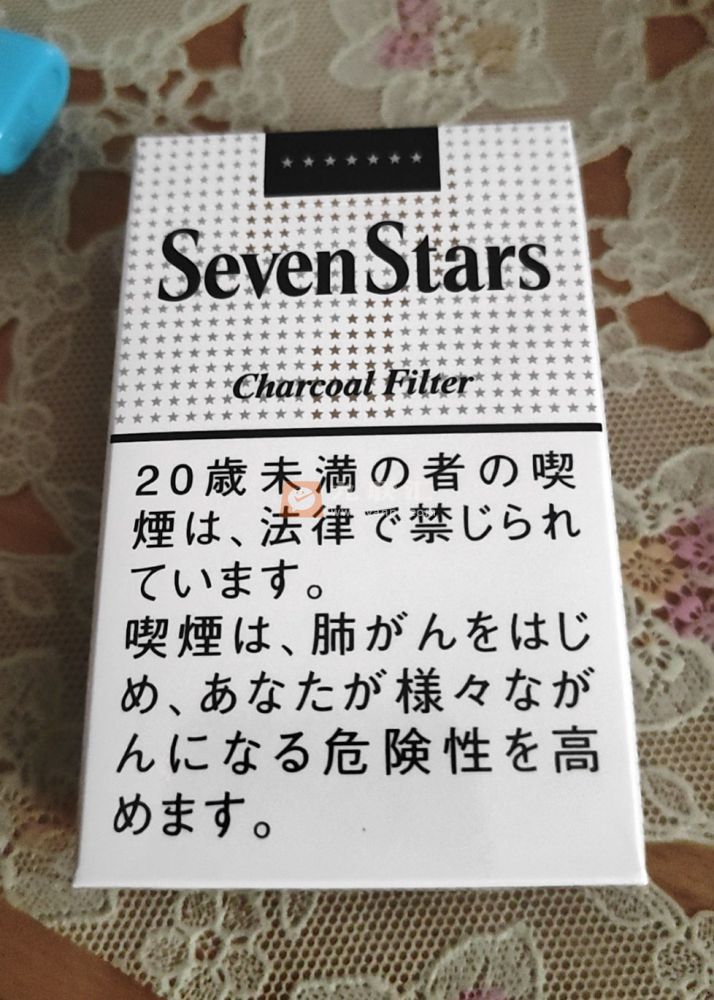 ★★★★★★★
Seven Stars
Charcoal Filter
20歳未満の者の喫
煙は、法律で禁じられ
ています。
喫煙は、肺がんをはじ
め、あなたが様々なが
んになる危険性を高
めます。